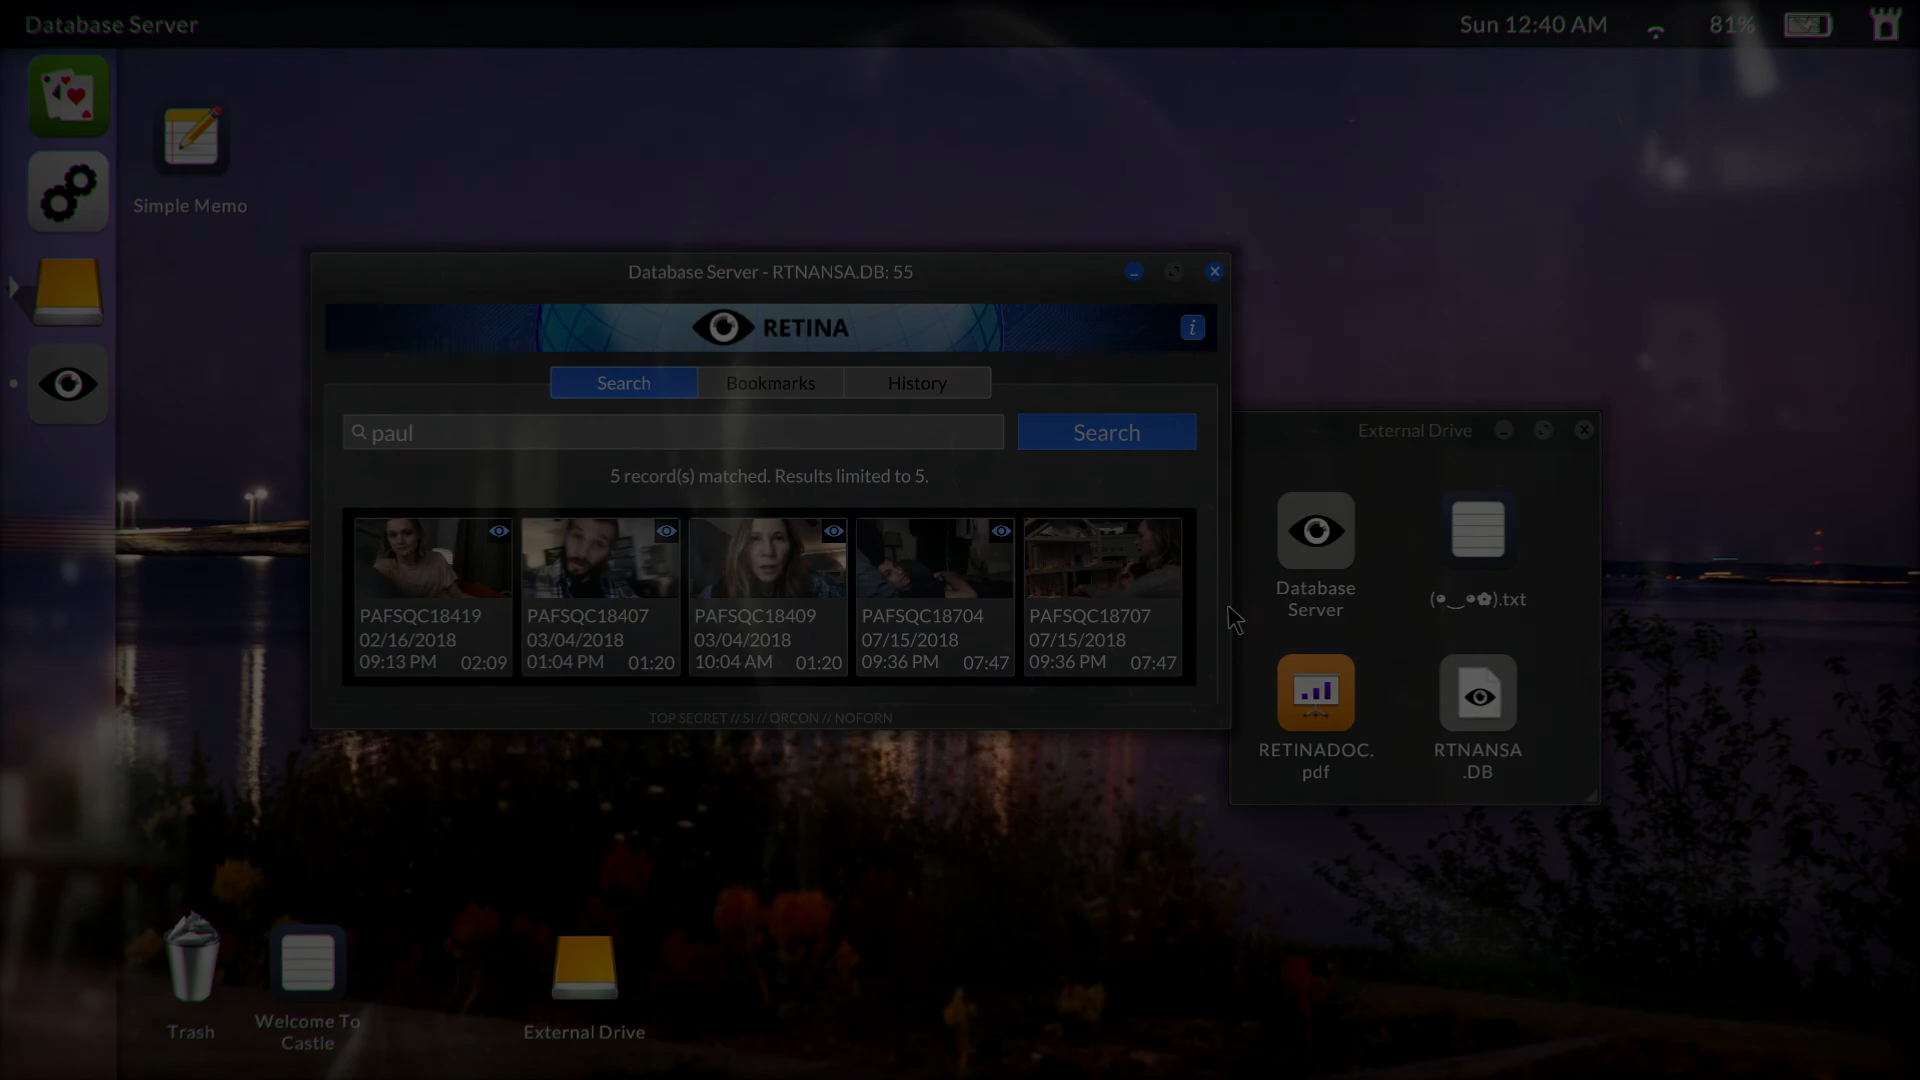 Database Server
Sun 12:40 AM
81%
Simple Memo
Database Server - RTNANSA.DB: 55
RETINA
i
Search
Bookmarks
History
paul
Search
5 record(s) matched. Results limited to 5.
PAFSQC18419
02/16/2018
09:13 PM 02:09
PAFSQC18407
03/04/2018
01:04 PM 01:20
PAFSQC18409
03/04/2018
10:04 AM 01:20
PAFSQC18704
07/15/2018
09:36 PM 07:47
PAFSQC18707
07/15/2018
09:36 PM 07:47
TOP SECRET // SI // ORCON // NOFORN
External Drive
Database
Server
(•‿•✿).txt
RETINADOC.
pdf
RTNANSA
.DB
Trash
Welcome To
Castle
External Drive